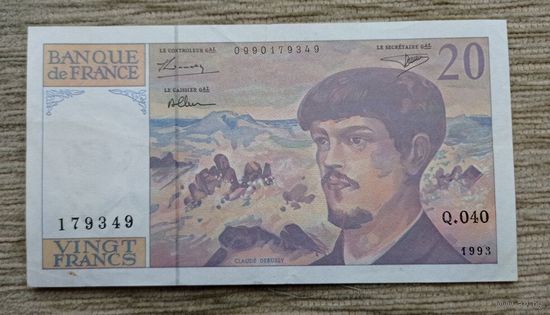 BANQUE
de FRANCE
LE CONTROLEUR GAL
0990179349
LE SECRÉTAIRE GAL
20
LE CAISSIER GAL
179349
Q.040
VINGT
FRANCS
1993
CLAUDE DEBUSSY